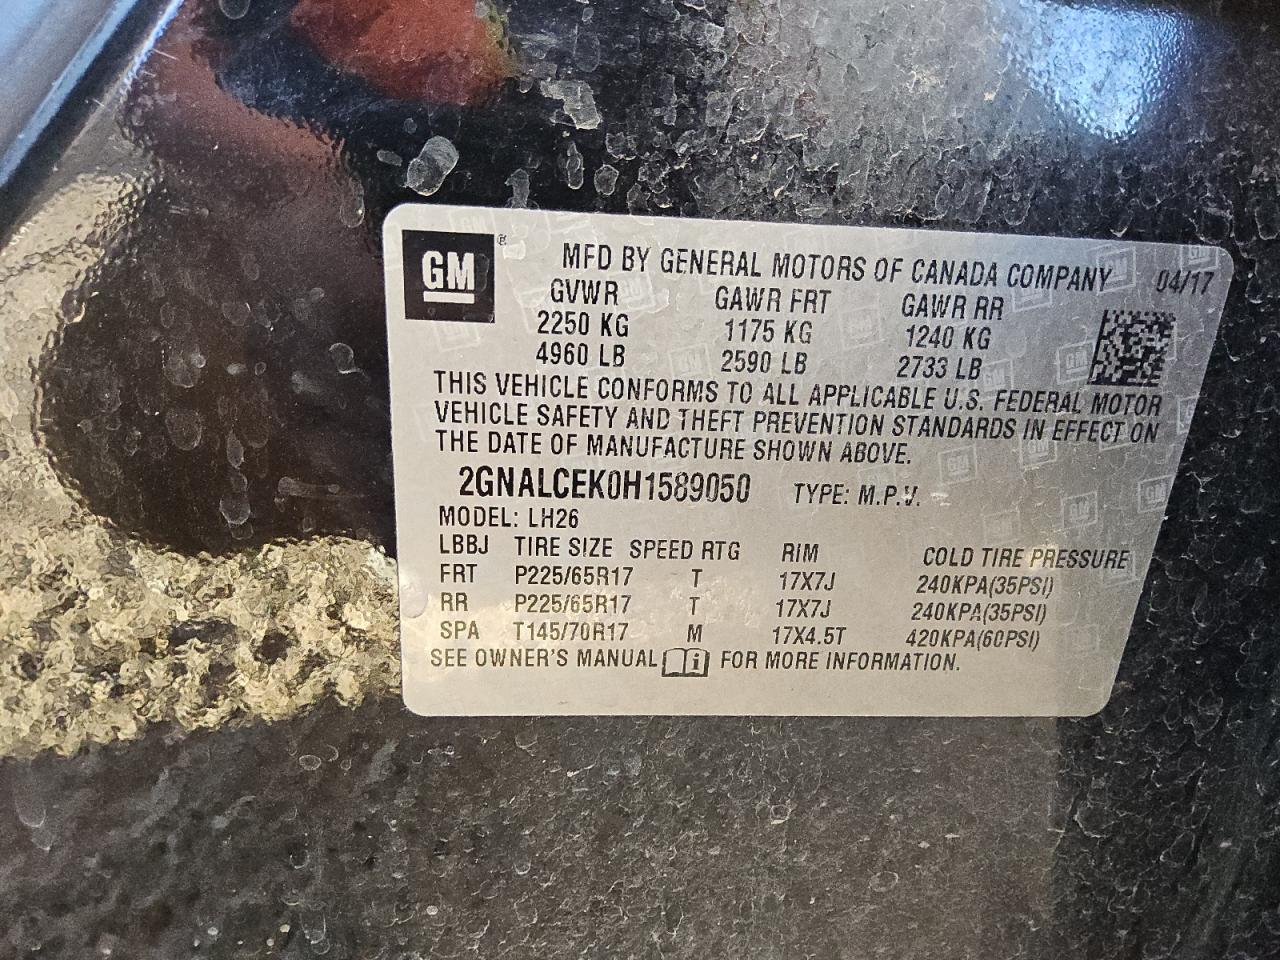 GM ® MFD BY GENERAL MOTORS OF CANADA COMPANY 04/17
GVWR GAWR FRT GAWR RR
2250 KG 1175 KG 1240 KG
4960 LB 2590 LB 2733 LB
THIS VEHICLE CONFORMS TO ALL APPLICABLE U.S. FEDERAL MOTOR
VEHICLE SAFETY AND THEFT PREVENTION STANDARDS IN EFFECT ON
THE DATE OF MANUFACTURE SHOWN ABOVE.
2GNALCEK0H1589050 TYPE: M.P.V.
MODEL: LH26
LBBJ TIRE SIZE SPEED RTG RIM COLD TIRE PRESSURE
FRT P225/65R17 T 17X7J 240KPA(35PSI)
RR P225/65R17 T 17X7J 240KPA(35PSI)
SPA T145/70R17 M 17X4.5T 420KPA(60PSI)
SEE OWNER'S MANUAL FOR MORE INFORMATION.